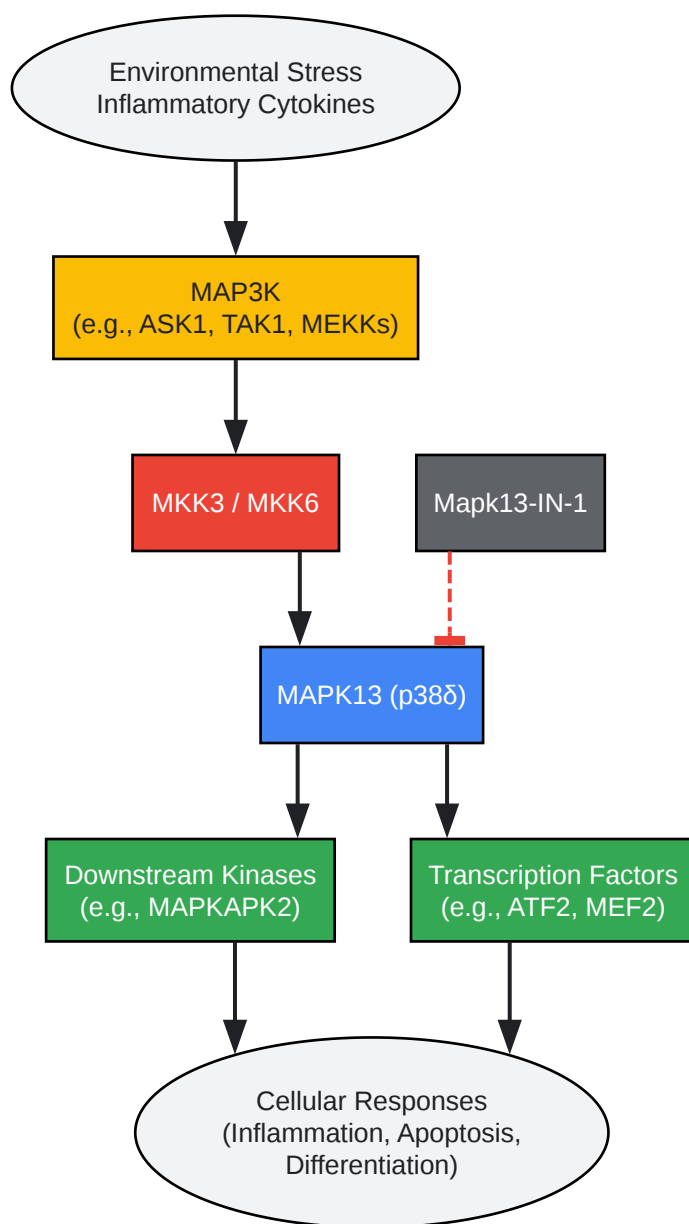 Environmental Stress
Inflammatory Cytokines
MAP3K
(e.g., ASK1, TAK1, MEKKs)
MKK3 / MKK6
Mapk13-IN-1
MAPK13 (p38δ)
Downstream Kinases
(e.g., MAPKAPK2)
Transcription Factors
(e.g., ATF2, MEF2)
Cellular Responses
(Inflammation, Apoptosis,
Differentiation)